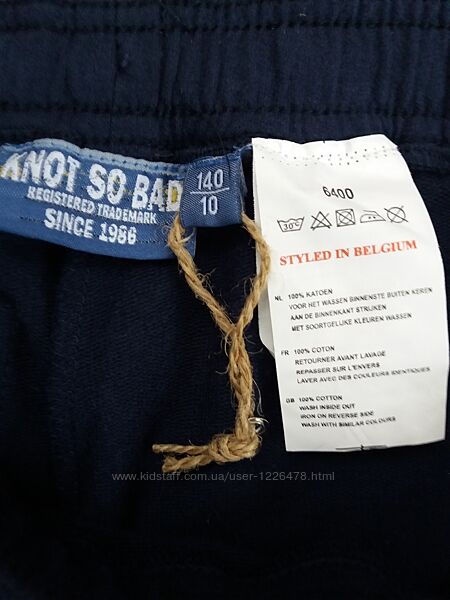 KNOT SO BAD
REGISTERED TRADEMARK
SINCE 1986
140
10
6400
30°C
STYLED IN BELGIUM
NL 100% KATOEN
VOOR HET WASSEN BINNENSTE BUITEN KEREN
AAN DE BINNENKANT STRIJKEN
MET SOORTGELIJKE KLEUREN WASSEN
FR 100% COTON
RETOURNER AVANT LAVAGE
REPASSER SUR L'ENVERS
LAVER AVEC DES COLORIS IDENTIQUES
GB 100% COTTON
WASH INSIDE OUT
IRON ON REVERSE SIDE
WASH WITH SIMILAR COLOURS
www.kidstaff.com.ua/user-1226478.html